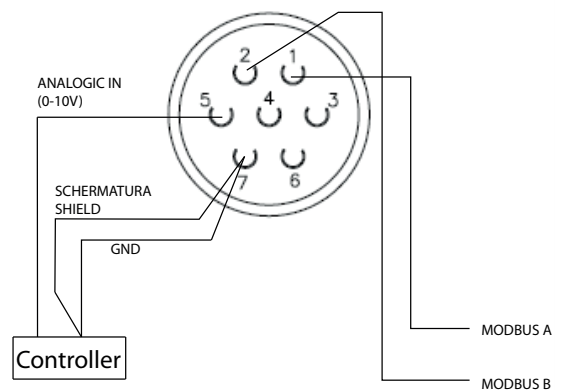 2 1
ANALOGIC IN
(0-10V)
5 4 3
SCHERMATURA
SHIELD
7 6
GND
MODBUS A
Controller
MODBUS B